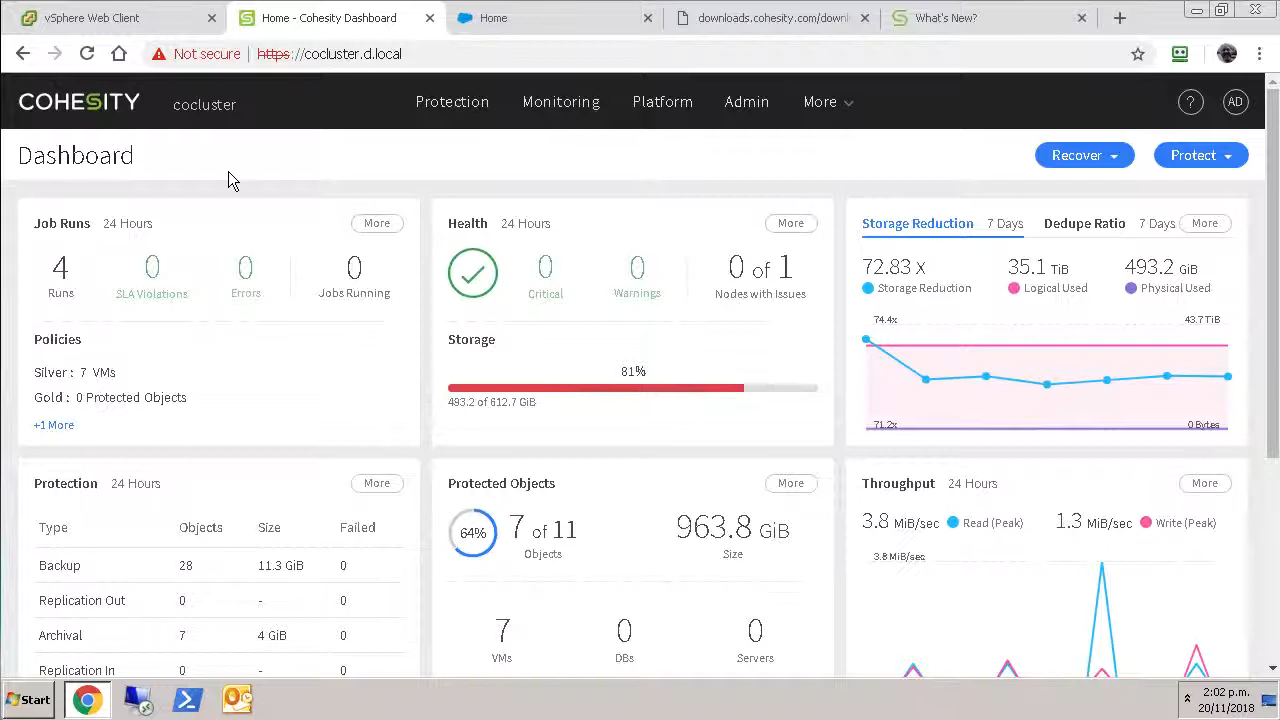 vSphere Web Client
Home - Cohesity Dashboard
Home
downloads.cohesity.com/downl
What's New?
Not secure
https://cocluster.cl.local
COHESITY
cocluster
Protection
Monitoring
Platform
Admin
More
?
AD
Dashboard
Recover
Protect
Job Runs 24 Hours
More
4
0
0
0
Runs
SLA Violations
Errors
Jobs Running
Policies
Silver : 7 VMs
Gold : 0 Protected Objects
+1 More
Health 24 Hours
More
0
0
0 of 1
Critical
Warnings
Nodes with Issues
Storage
81%
493.2 of 612.7 GiB
Storage Reduction 7 Days
Dedupe Ratio 7 Days
More
72.83 X
35.1 TiB
493.2 GiB
Storage Reduction
Logical Used
Physical Used
74.4x
43.7TiB
71.2x
0 Bytes
Protection 24 Hours
More
Type Objects Size Failed
Backup 28 11.3 GiB 0
Replication Out 0 - 0
Archival 7 4 GiB 0
Replication In 0 - 0
Protected Objects
More
64%
7 of 11
Objects
963.8 GiB
Size
7
0
0
VMs
DBs
Servers
Throughput 24 Hours
More
3.8 MiB/sec Read (Peak)
1.3 MiB/sec Write (Peak)
3.8 MiB/sec
Start
2:02 p.m.
20/11/2018